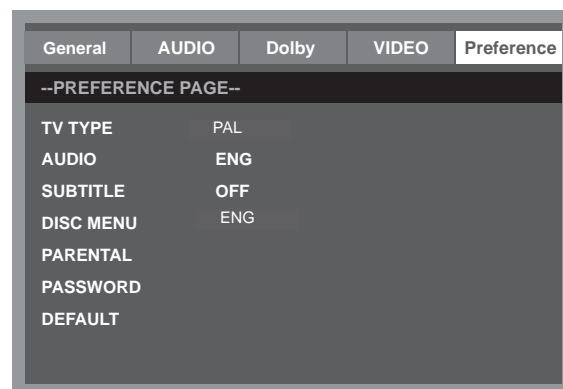 General AUDIO Dolby VIDEO Preference
--PREFERENCE PAGE--
TV TYPE PAL
AUDIO ENG
SUBTITLE OFF
DISC MENU ENG
PARENTAL
PASSWORD
DEFAULT